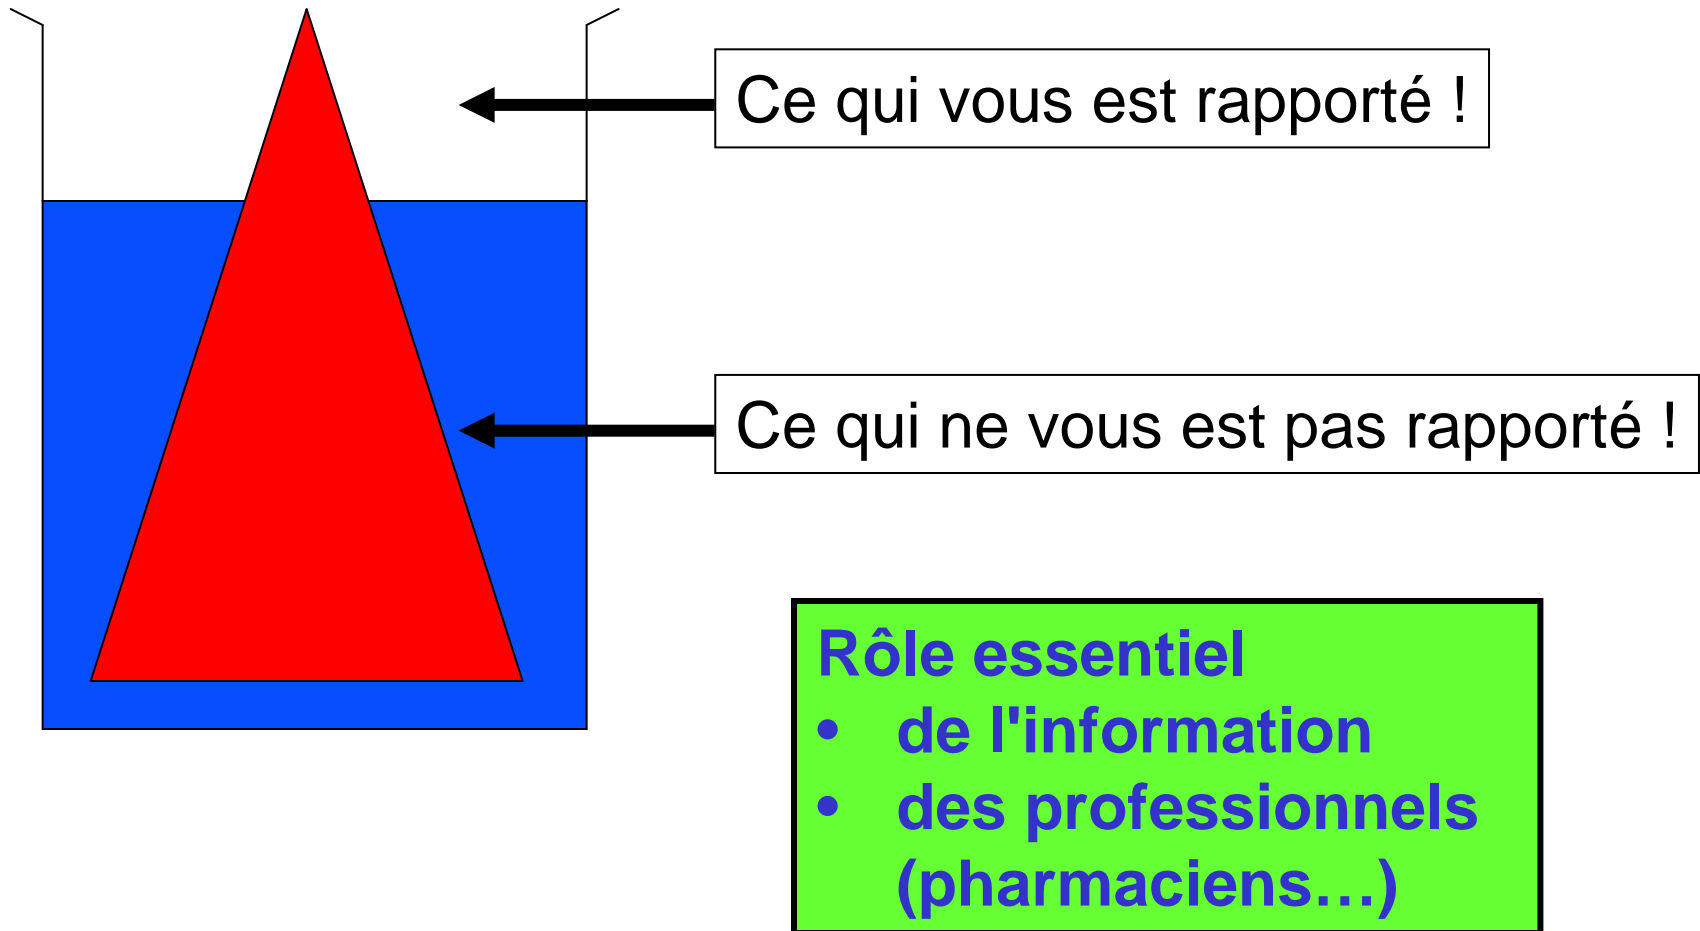 Ce qui vous est rapporté !
Ce qui ne vous est pas rapporté !
Rôle essentiel
• de l'information
• des professionnels
(pharmaciens…)